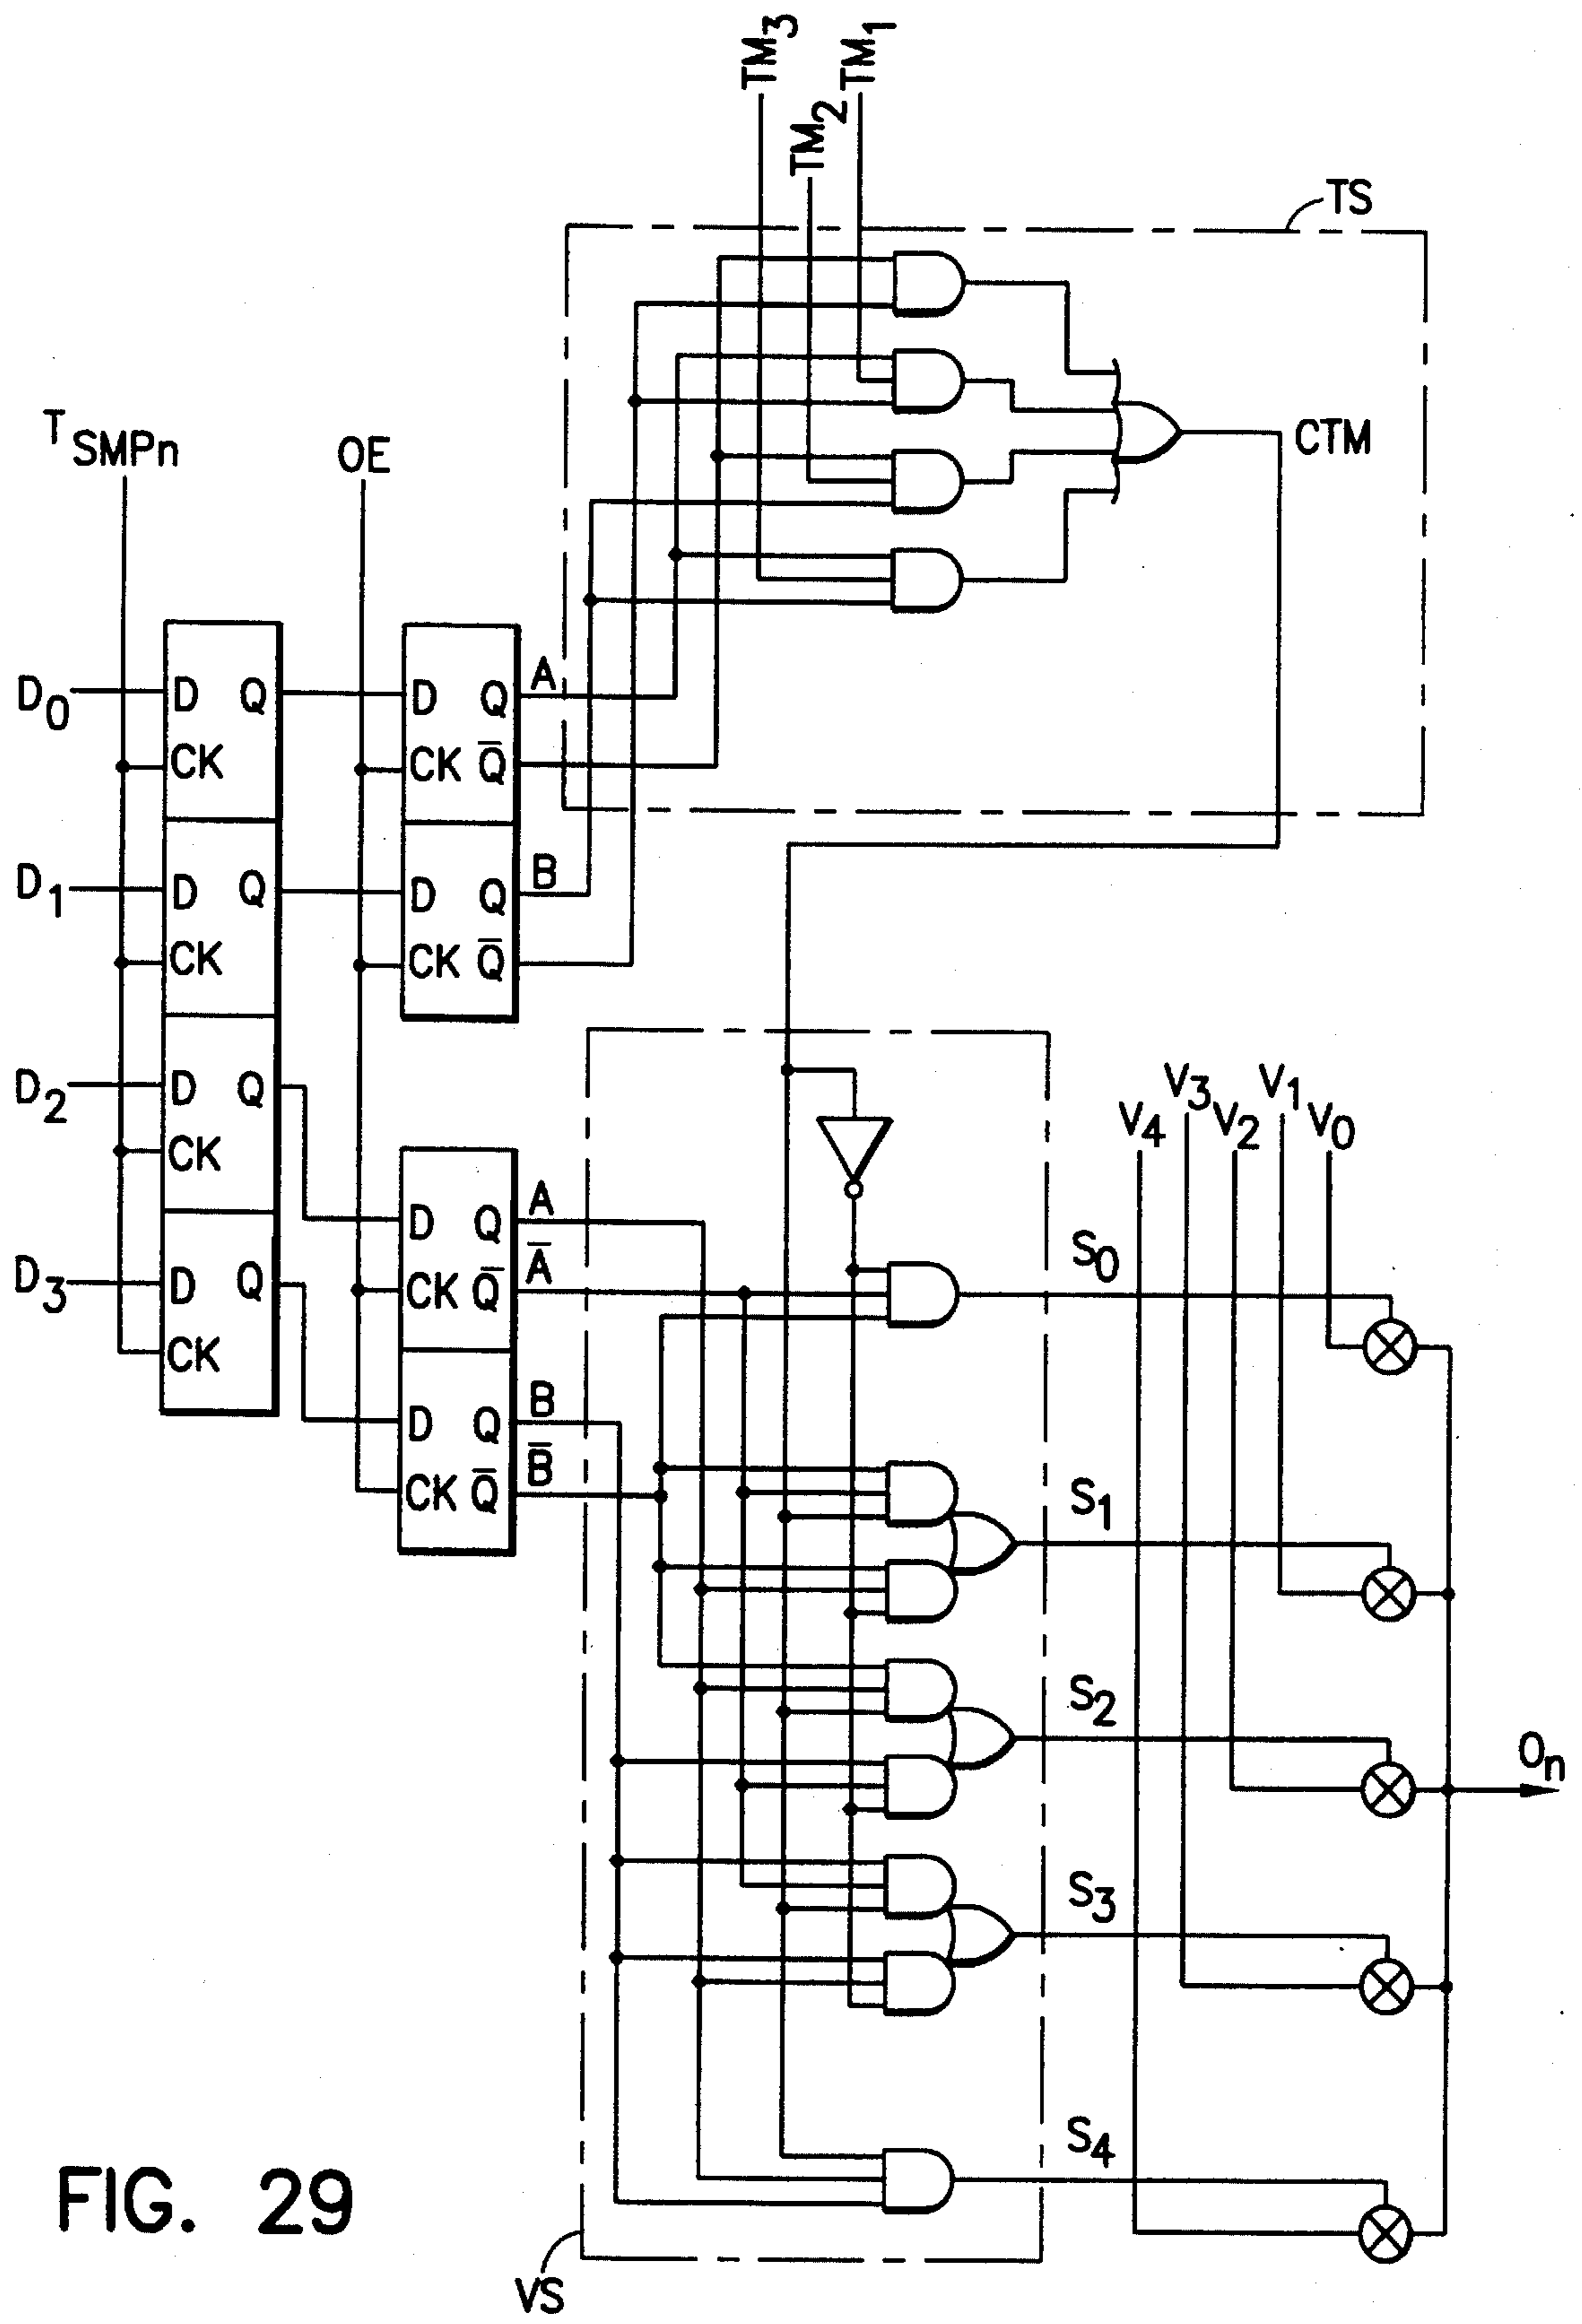 TM3
TM2
TM1
TS
TSMPn
OE
CTM
D0
D Q
CK
D Q
CK Q̅
A
D1
D Q
CK
D Q
CK Q̅
B
D2
D Q
CK
D Q
CK Q̅
A
A̅
D3
D Q
CK
D Q
CK Q̅
B
B̅
V4
V3
V2
V1
V0
S0
S1
S2
S3
S4
On
VS
FIG. 29